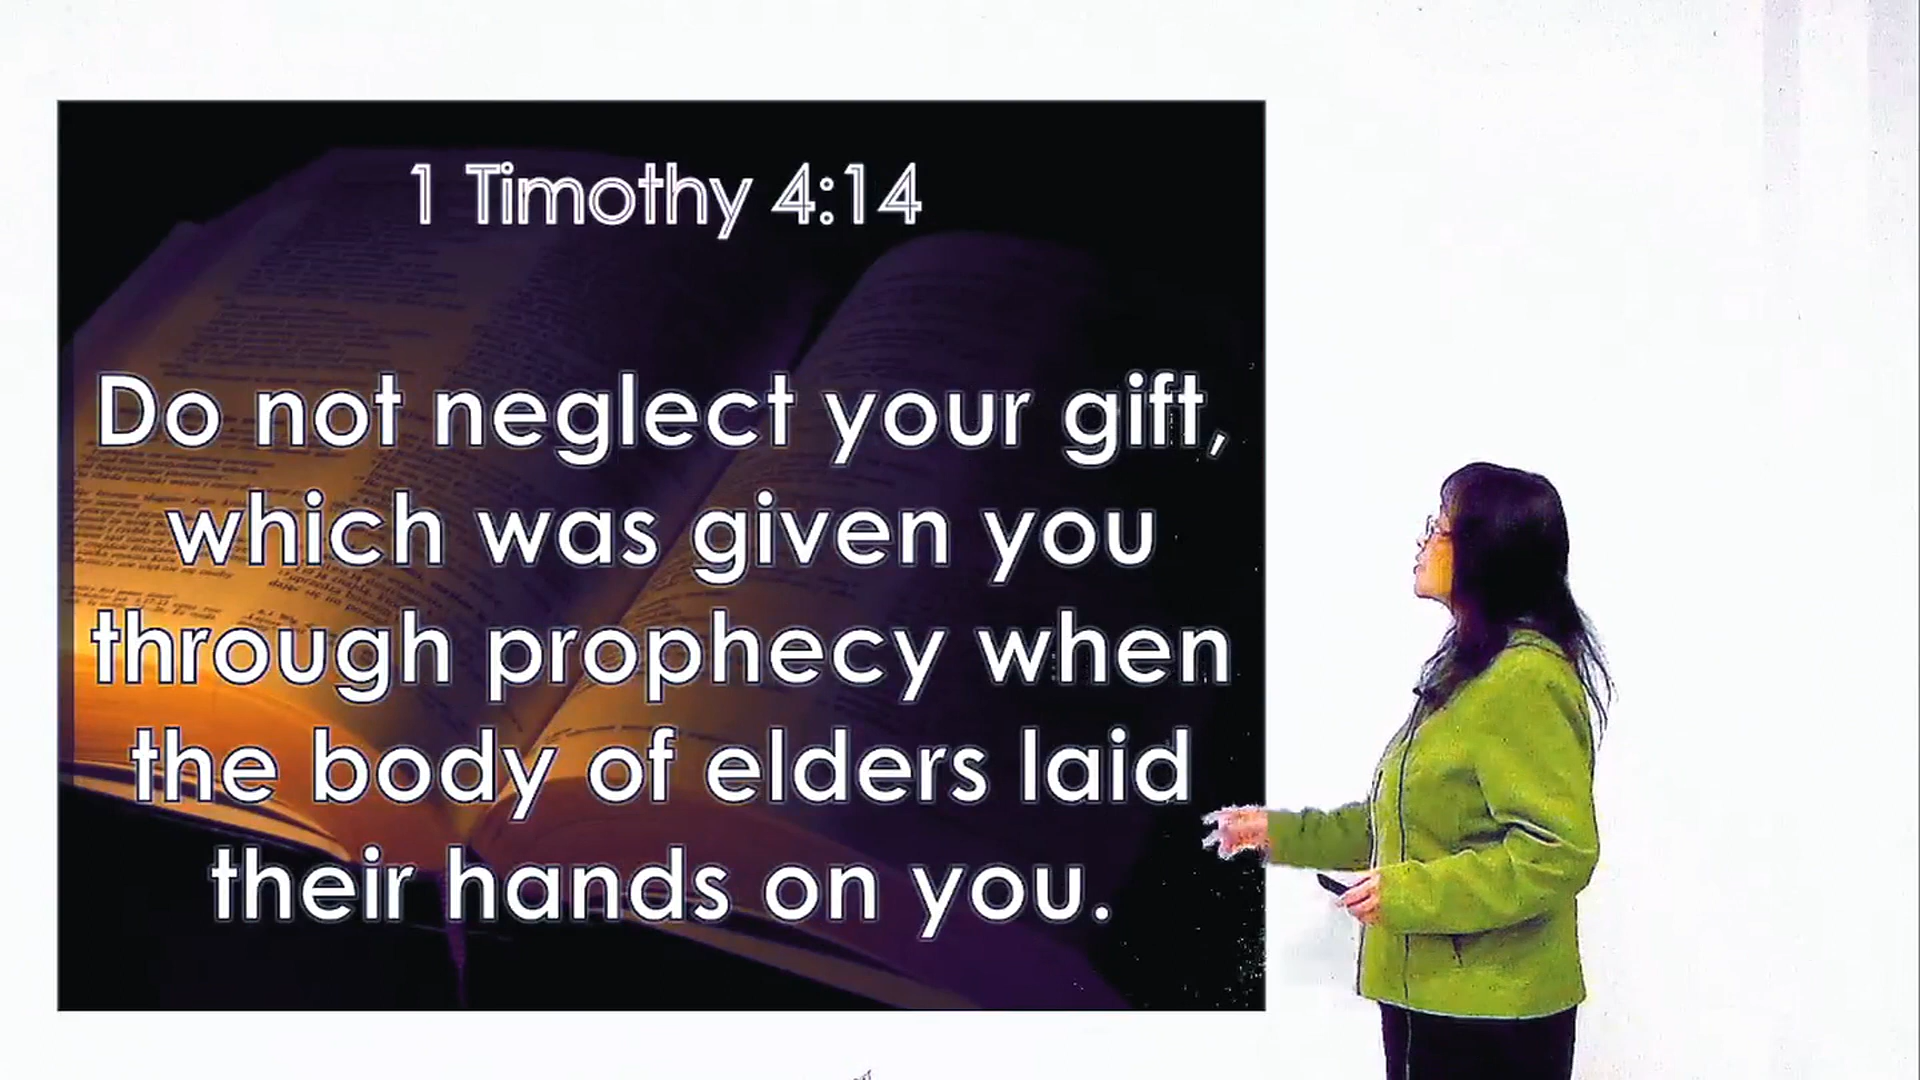 1 Timothy 4:14
Do not neglect your gift,
which was given you
through prophecy when
the body of elders laid
their hands on you.